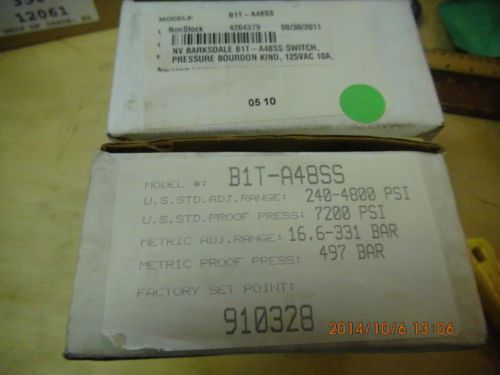 12061
MODEL#: B1T-A48SS
NonStock 4264379 08/30/2011
NV BARKSDALE B1T-A48SS SWITCH,
PRESSURE BOURDON KIND, 125VAC 10A,
05 10
MODEL #: B1T-A48SS
U.S.STD.ADJ.RANGE: 240-4800 PSI
U.S.STD.PROOF PRESS: 7200 PSI
METRIC ADJ.RANGE: 16.6-331 BAR
METRIC PROOF PRESS: 497 BAR
FACTORY SET POINT:
910328
2014/10/6 13:06